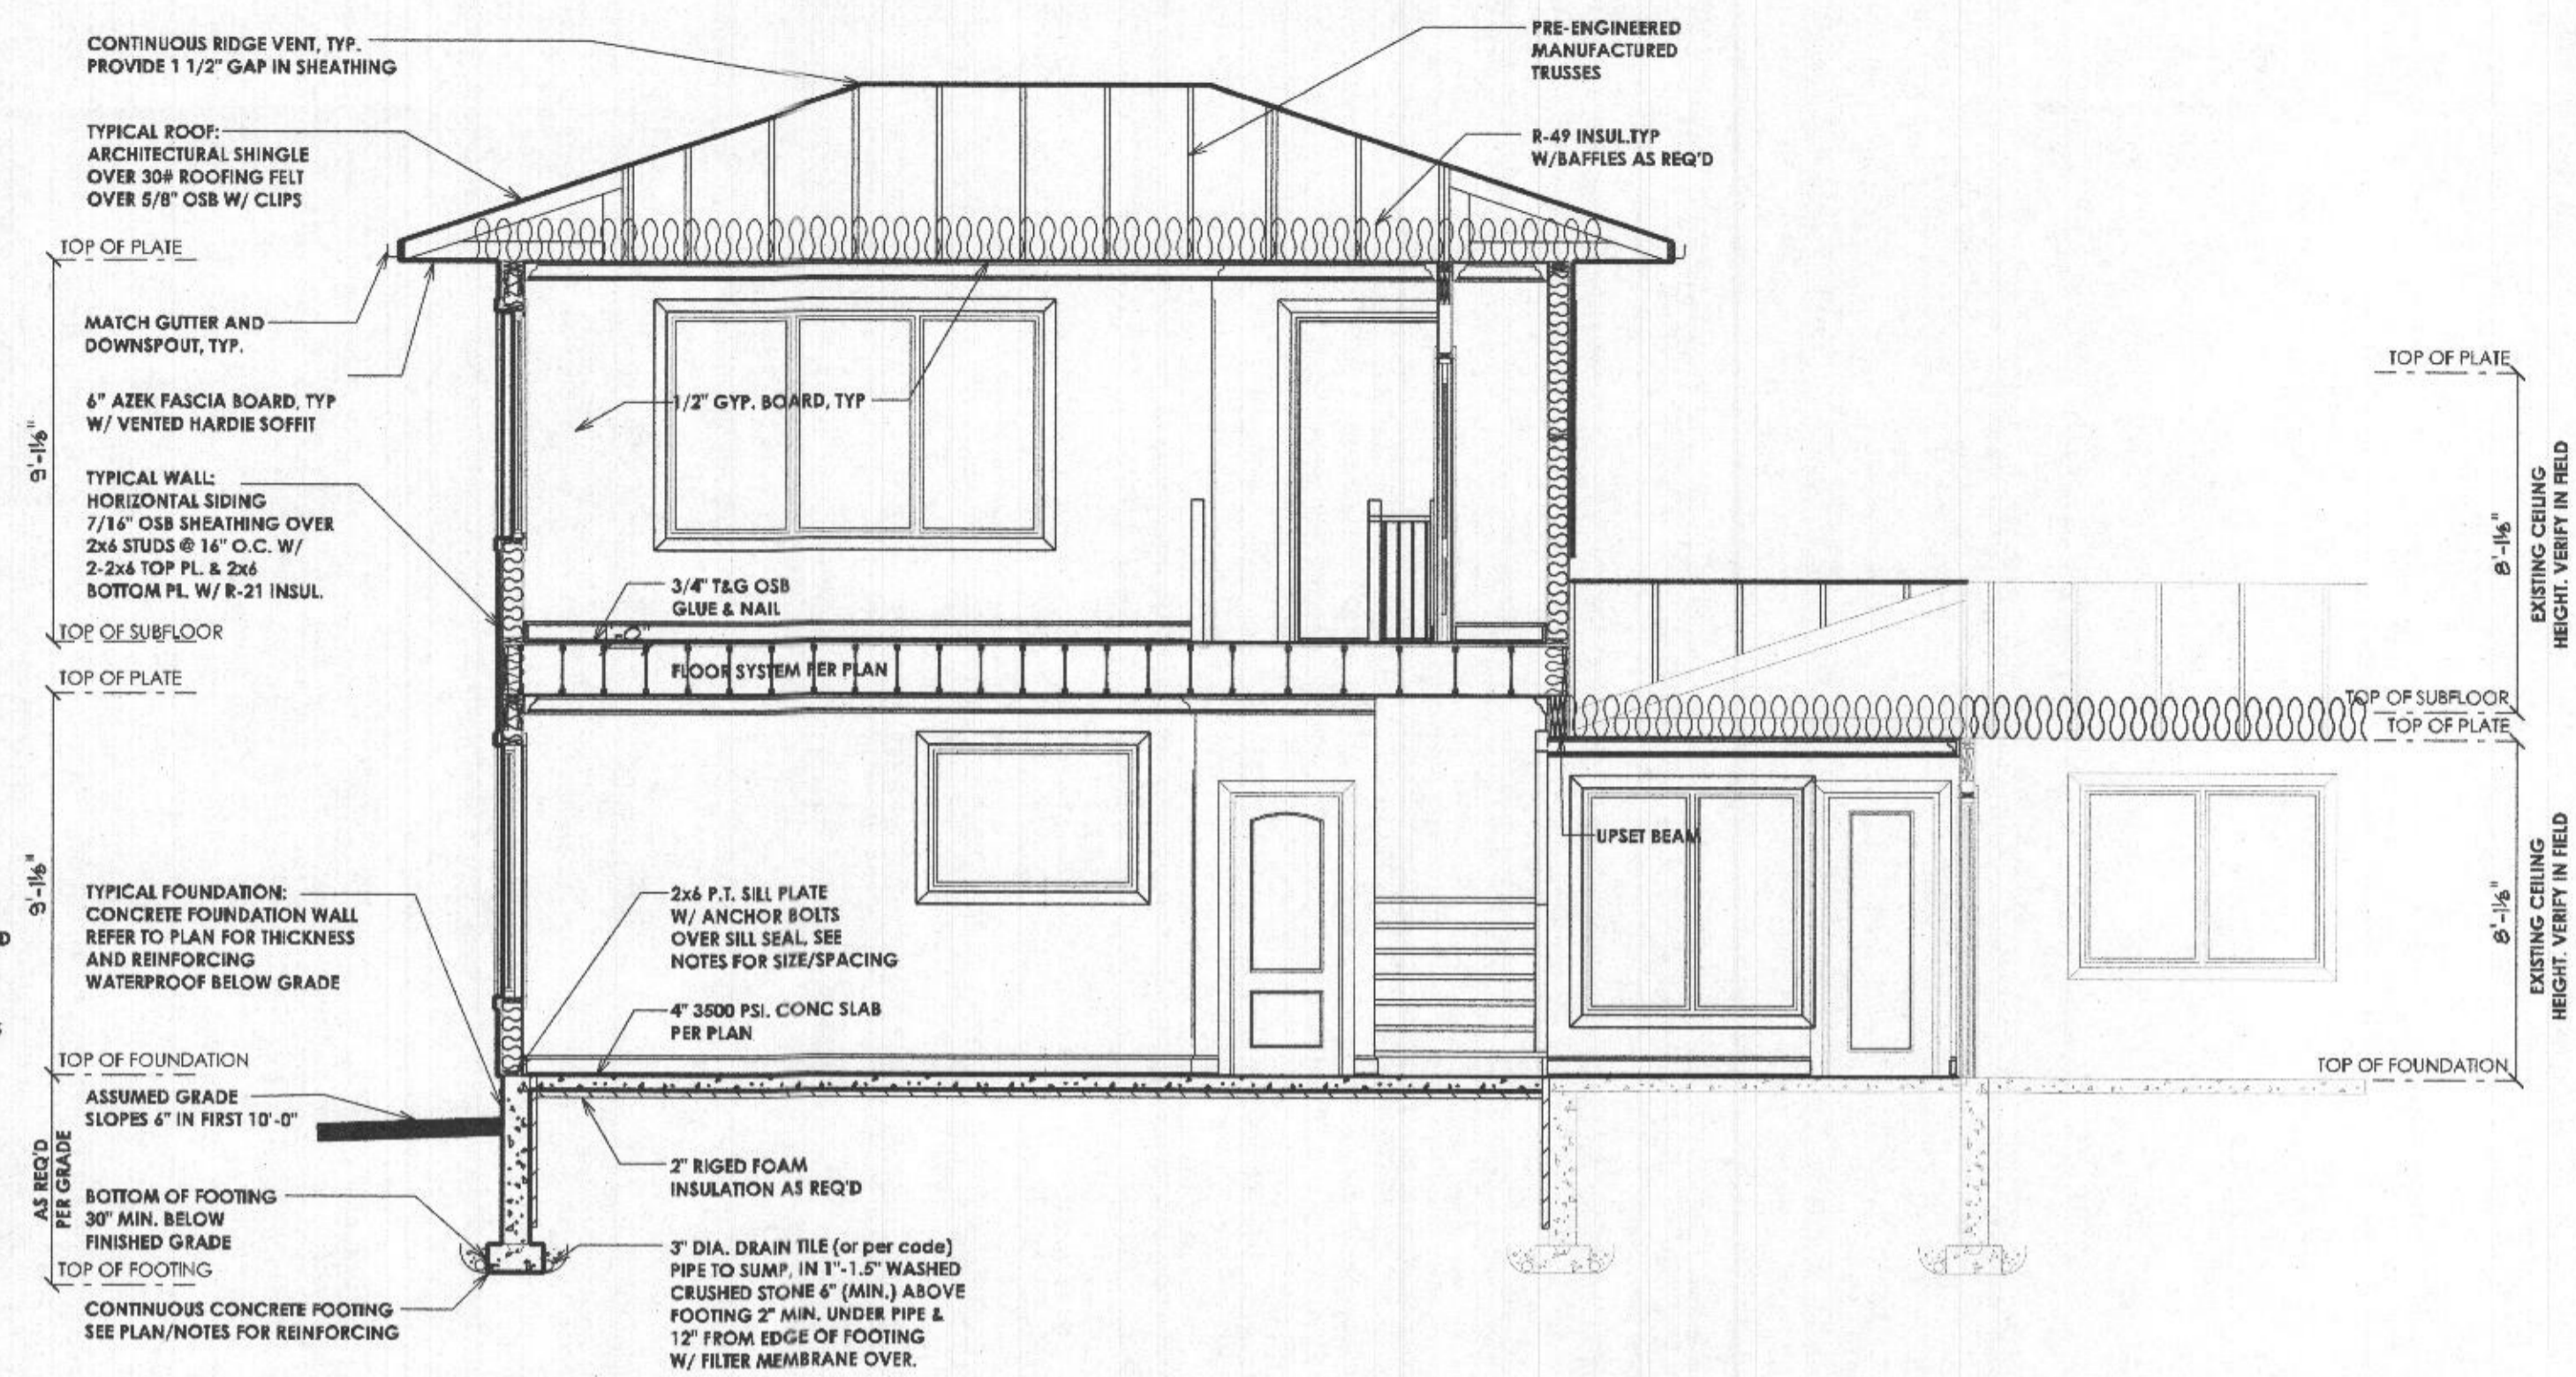 CONTINUOUS RIDGE VENT, TYP.
PROVIDE 1 1/2" GAP IN SHEATHING
TYPICAL ROOF:
ARCHITECTURAL SHINGLE
OVER 30# ROOFING FELT
OVER 5/8" OSB W/ CLIPS
TOP OF PLATE
MATCH GUTTER AND
DOWNSPOUT, TYP.
6" AZEK FASCIA BOARD, TYP
W/ VENTED HARDIE SOFFIT
9'-1⅛"
TYPICAL WALL:
HORIZONTAL SIDING
7/16" OSB SHEATHING OVER
2x6 STUDS @ 16" O.C. W/
2-2x6 TOP PL. & 2x6
BOTTOM PL. W/ R-21 INSUL.
TOP OF SUBFLOOR
TOP OF PLATE
9'-1⅛"
TYPICAL FOUNDATION:
CONCRETE FOUNDATION WALL
REFER TO PLAN FOR THICKNESS
AND REINFORCING
WATERPROOF BELOW GRADE
TOP OF FOUNDATION
ASSUMED GRADE
SLOPES 6" IN FIRST 10'-0"
AS REQ'D
PER GRADE
BOTTOM OF FOOTING
30" MIN. BELOW
FINISHED GRADE
TOP OF FOOTING
CONTINUOUS CONCRETE FOOTING
SEE PLAN/NOTES FOR REINFORCING
PRE-ENGINEERED
MANUFACTURED
TRUSSES
R-49 INSUL.TYP
W/BAFFLES AS REQ'D
1/2" GYP. BOARD, TYP
3/4" T&G OSB
GLUE & NAIL
FLOOR SYSTEM PER PLAN
UPSET BEAM
2x6 P.T. SILL PLATE
W/ ANCHOR BOLTS
OVER SILL SEAL, SEE
NOTES FOR SIZE/SPACING
4" 3500 PSI. CONC SLAB
PER PLAN
2" RIGED FOAM
INSULATION AS REQ'D
3" DIA. DRAIN TILE (or per code)
PIPE TO SUMP, IN 1"-1.5" WASHED
CRUSHED STONE 6" (MIN.) ABOVE
FOOTING 2" MIN. UNDER PIPE &
12" FROM EDGE OF FOOTING
W/ FILTER MEMBRANE OVER.
TOP OF PLATE
8'-1⅛"
EXISTING CEILING
HEIGHT. VERIFY IN FIELD
TOP OF SUBFLOOR
TOP OF PLATE
8'-1⅛"
EXISTING CEILING
HEIGHT. VERIFY IN FIELD
TOP OF FOUNDATION